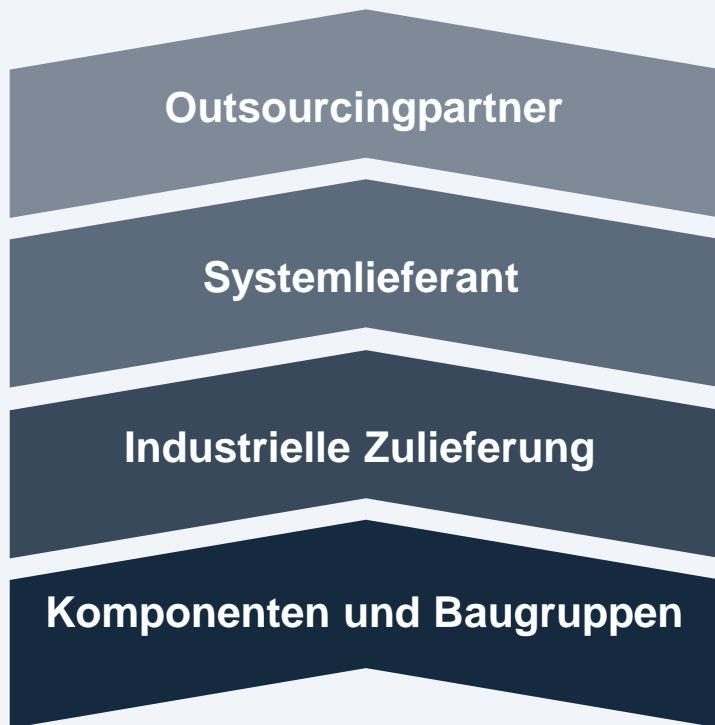 Outsourcingpartner
Systemlieferant
Industrielle Zulieferung
Komponenten und Baugruppen